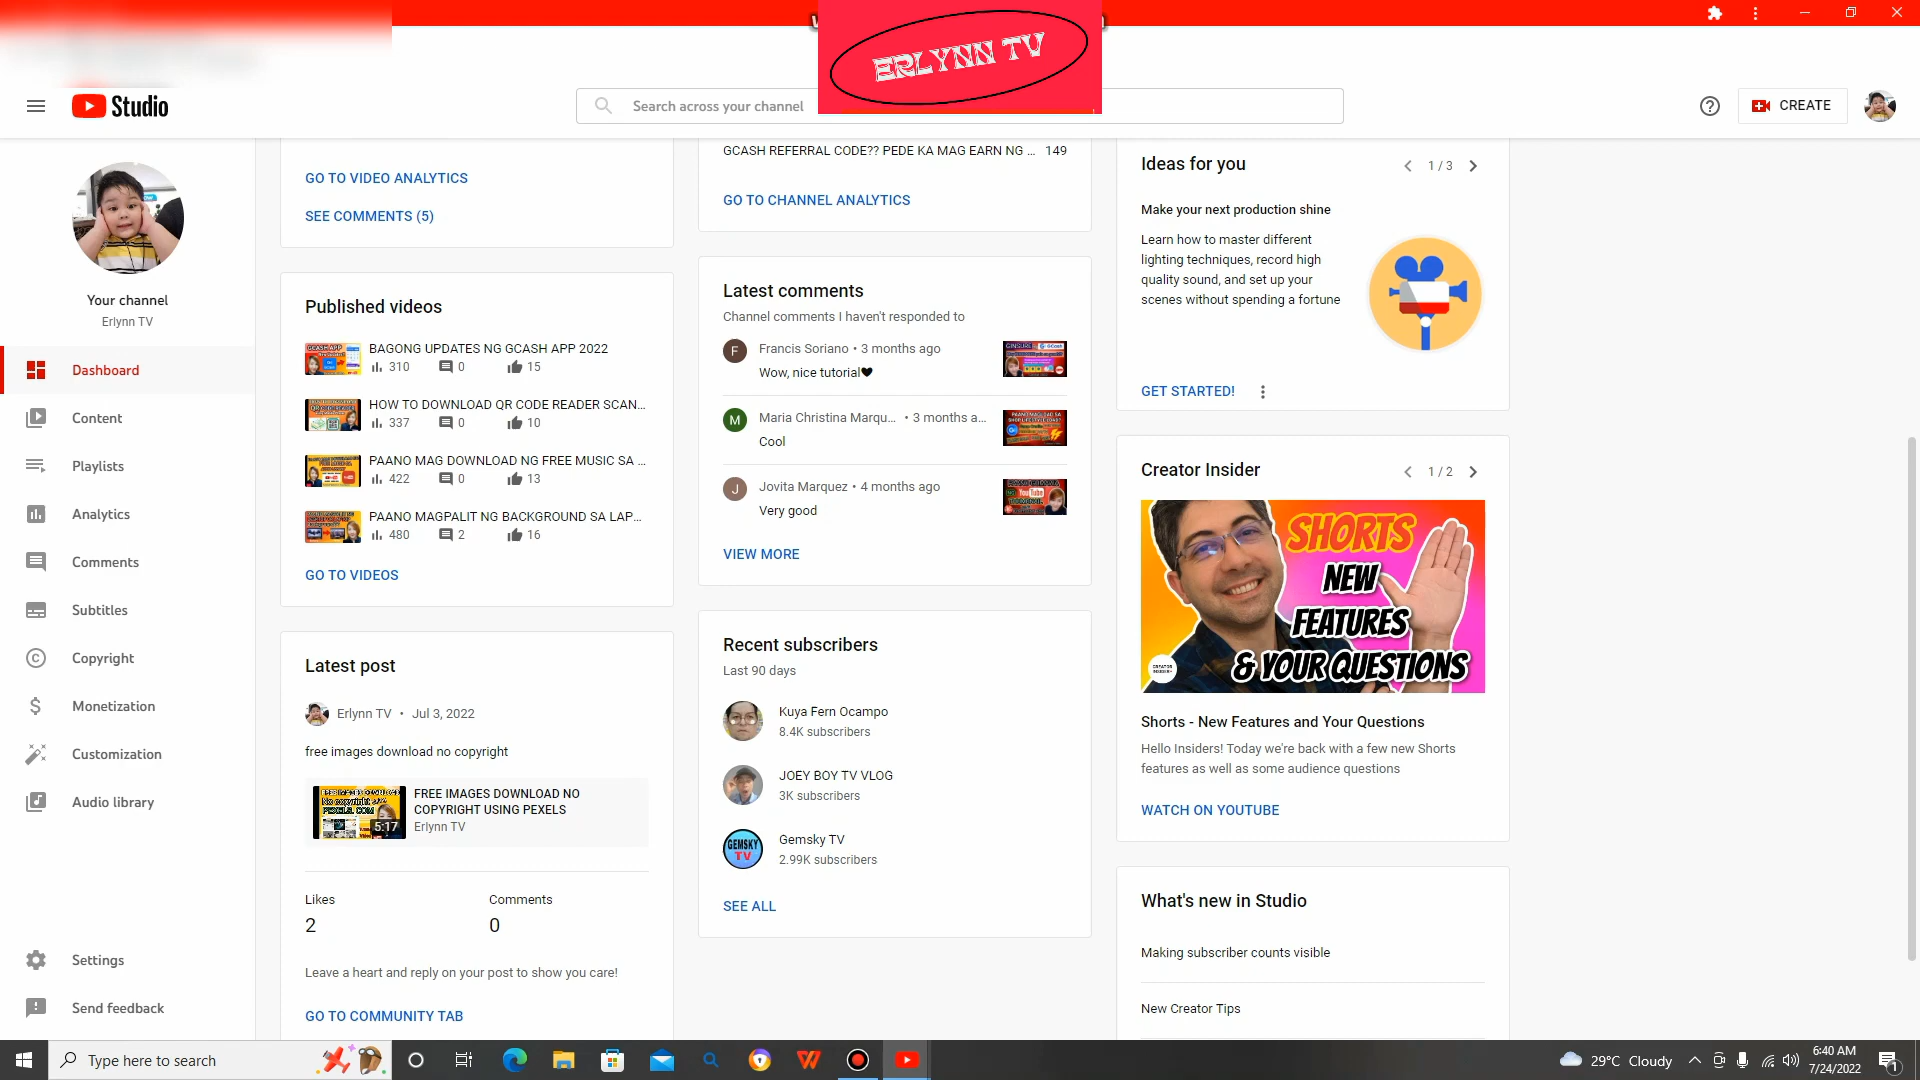 ERLYNN TV
Studio
Search across your channel
CREATE
Your channel
Erlynn TV
Dashboard
Content
Playlists
Analytics
Comments
Subtitles
Copyright
Monetization
Customization
Audio library
Settings
Send feedback
GO TO VIDEO ANALYTICS
SEE COMMENTS (5)
Published videos
BAGONG UPDATES NG GCASH APP 2022
310 0 15
HOW TO DOWNLOAD QR CODE READER SCAN...
337 0 10
PAANO MAG DOWNLOAD NG FREE MUSIC SA ...
422 0 13
PAANO MAGPALIT NG BACKGROUND SA LAP...
480 2 16
GO TO VIDEOS
Latest post
Erlynn TV • Jul 3, 2022
free images download no copyright
FREE IMAGES DOWNLOAD NO
COPYRIGHT USING PEXELS
Erlynn TV
5:17
Likes
2
Comments
0
Leave a heart and reply on your post to show you care!
GO TO COMMUNITY TAB
GCASH REFERRAL CODE?? PEDE KA MAG EARN NG ... 149
GO TO CHANNEL ANALYTICS
Latest comments
Channel comments I haven't responded to
F
Francis Soriano • 3 months ago
Wow, nice tutorial🖤
M
Maria Christina Marqu... • 3 months a...
Cool
J
Jovita Marquez • 4 months ago
Very good
VIEW MORE
Recent subscribers
Last 90 days
Kuya Fern Ocampo
8.4K subscribers
JOEY BOY TV VLOG
3K subscribers
GEMSKY
TV
Gemsky TV
2.99K subscribers
SEE ALL
Ideas for you
1 / 3
Make your next production shine
Learn how to master different
lighting techniques, record high
quality sound, and set up your
scenes without spending a fortune
GET STARTED!
Creator Insider
1 / 2
SHORTS
NEW
FEATURES
& YOUR QUESTIONS
Shorts - New Features and Your Questions
Hello Insiders! Today we're back with a few new Shorts
features as well as some audience questions
WATCH ON YOUTUBE
What's new in Studio
Making subscriber counts visible
New Creator Tips
Type here to search
29°C Cloudy
6:40 AM
7/24/2022
1